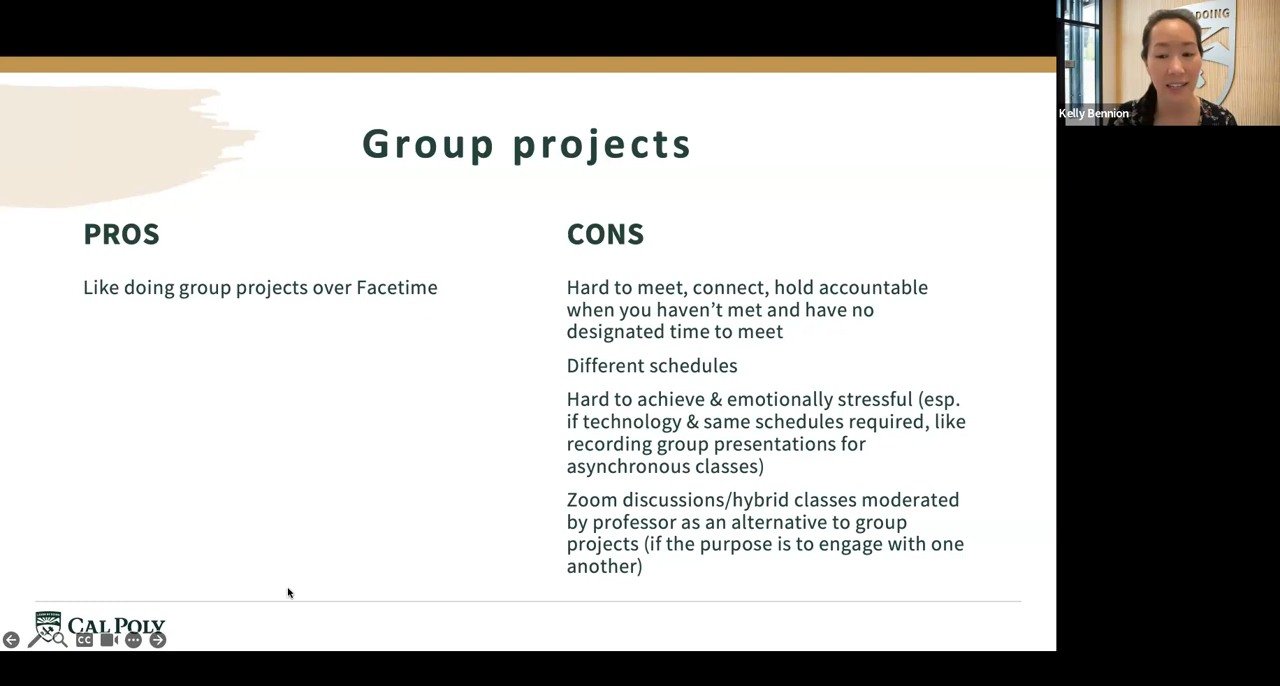 DOING
Kelly Bennion
Group projects
PROS
Like doing group projects over Facetime
CONS
Hard to meet, connect, hold accountable
when you haven’t met and have no
designated time to meet
Different schedules
Hard to achieve & emotionally stressful (esp.
if technology & same schedules required, like
recording group presentations for
asynchronous classes)
Zoom discussions/hybrid classes moderated
by professor as an alternative to group
projects (if the purpose is to engage with one
another)
CAL POLY
CC